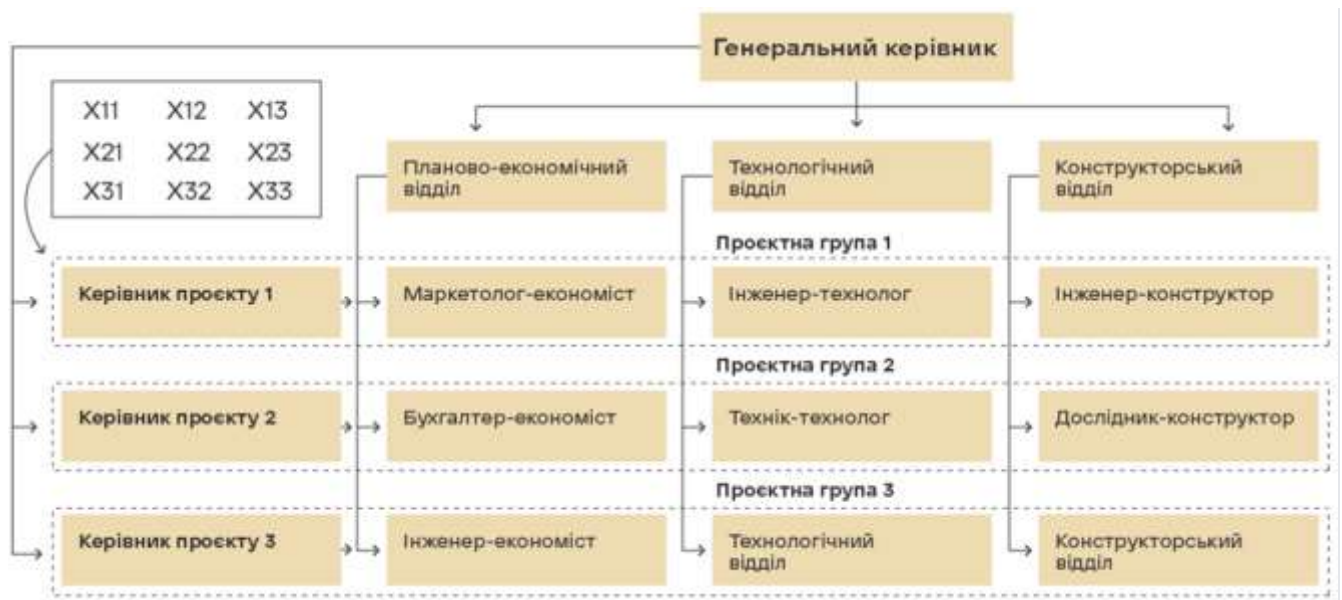 Генеральний керівник
X11 X12 X13
X21 X22 X23
X31 X32 X33
Планово-економічний
відділ
Технологічний
відділ
Конструкторський
відділ
Проєктна група 1
Керівник проєкту 1
Маркетолог-економіст
Інженер-технолог
Інженер-конструктор
Проєктна група 2
Керівник проєкту 2
Бухгалтер-економіст
Технік-технолог
Дослідник-конструктор
Проєктна група 3
Керівник проєкту 3
Інженер-економіст
Технологічний
відділ
Конструкторський
відділ